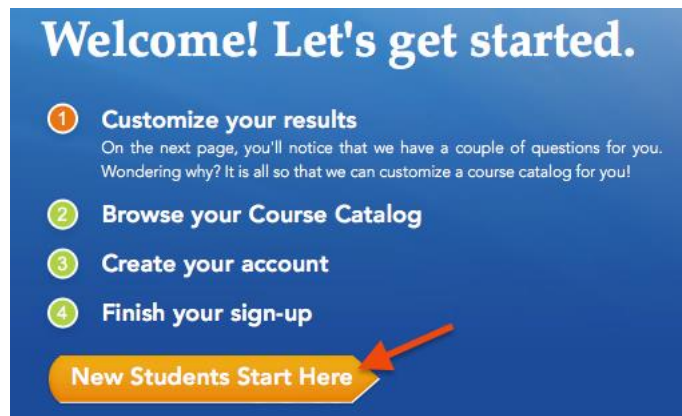 Welcome! Let's get started.
1 Customize your results
On the next page, you'll notice that we have a couple of questions for you.
Wondering why? It is all so that we can customize a course catalog for you!
2 Browse your Course Catalog
3 Create your account
4 Finish your sign-up
New Students Start Here